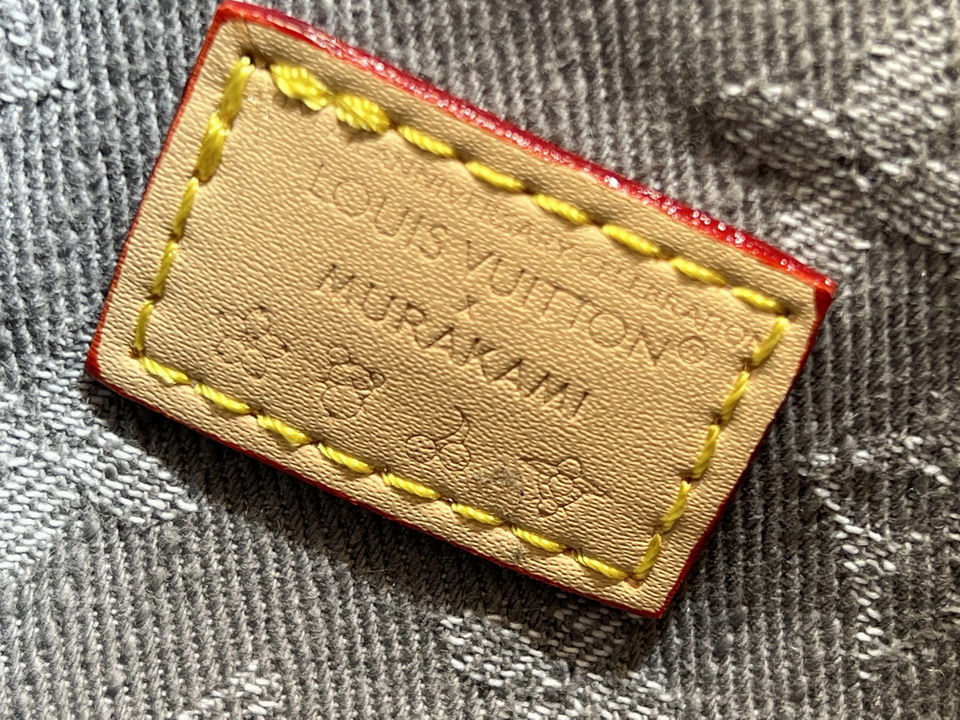 ANNIVERSARY CELEBRATION
LOUIS VUITTON®
X
MURAKAMI